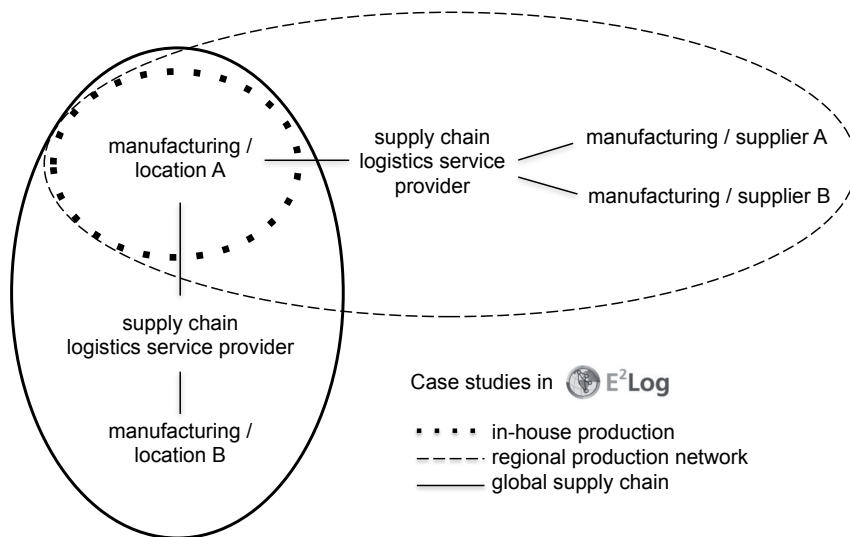 manufacturing /
location A
supply chain
logistics service
provider
manufacturing / supplier A
manufacturing / supplier B
supply chain
logistics service provider
manufacturing /
location B
Case studies in E²Log
in-house production
regional production network
global supply chain